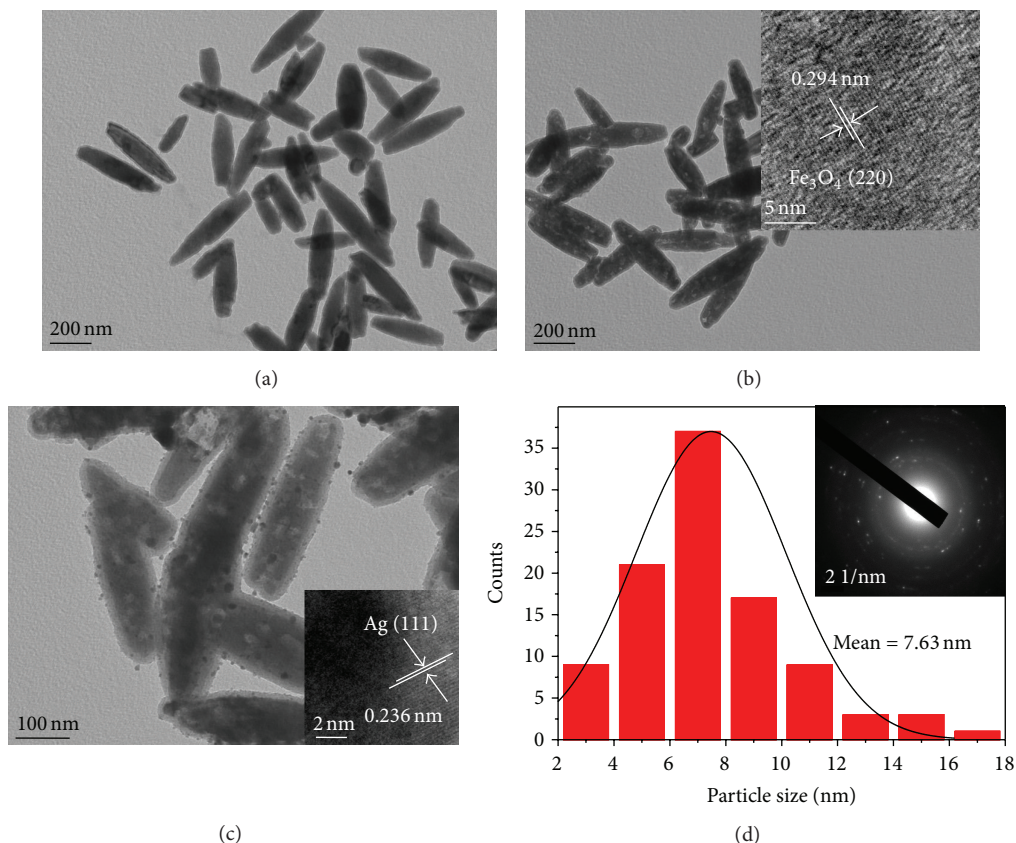 200 nm
(a)
0.294 nm
Fe₃O₄ (220)
5 nm
200 nm
(b)
Ag (111)
0.236 nm
2 nm
100 nm
(c)
35
30
25
20
15
10
5
0
Counts
2 1/nm
Mean = 7.63 nm
2 4 6 8 10 12 14 16 18
Particle size (nm)
(d)